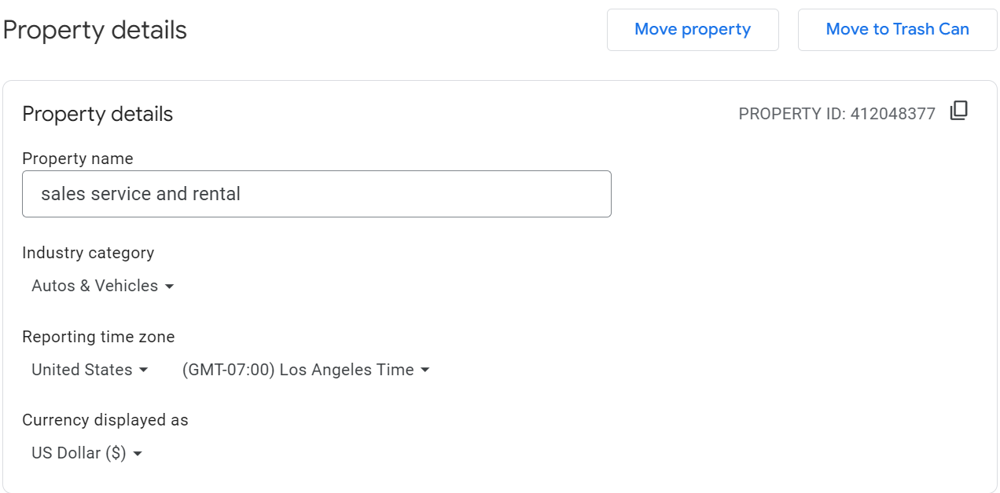 Property details
Move property
Move to Trash Can
Property details
PROPERTY ID: 412048377
Property name
sales service and rental
Industry category
Autos & Vehicles
Reporting time zone
United States
(GMT-07:00) Los Angeles Time
Currency displayed as
US Dollar ($)